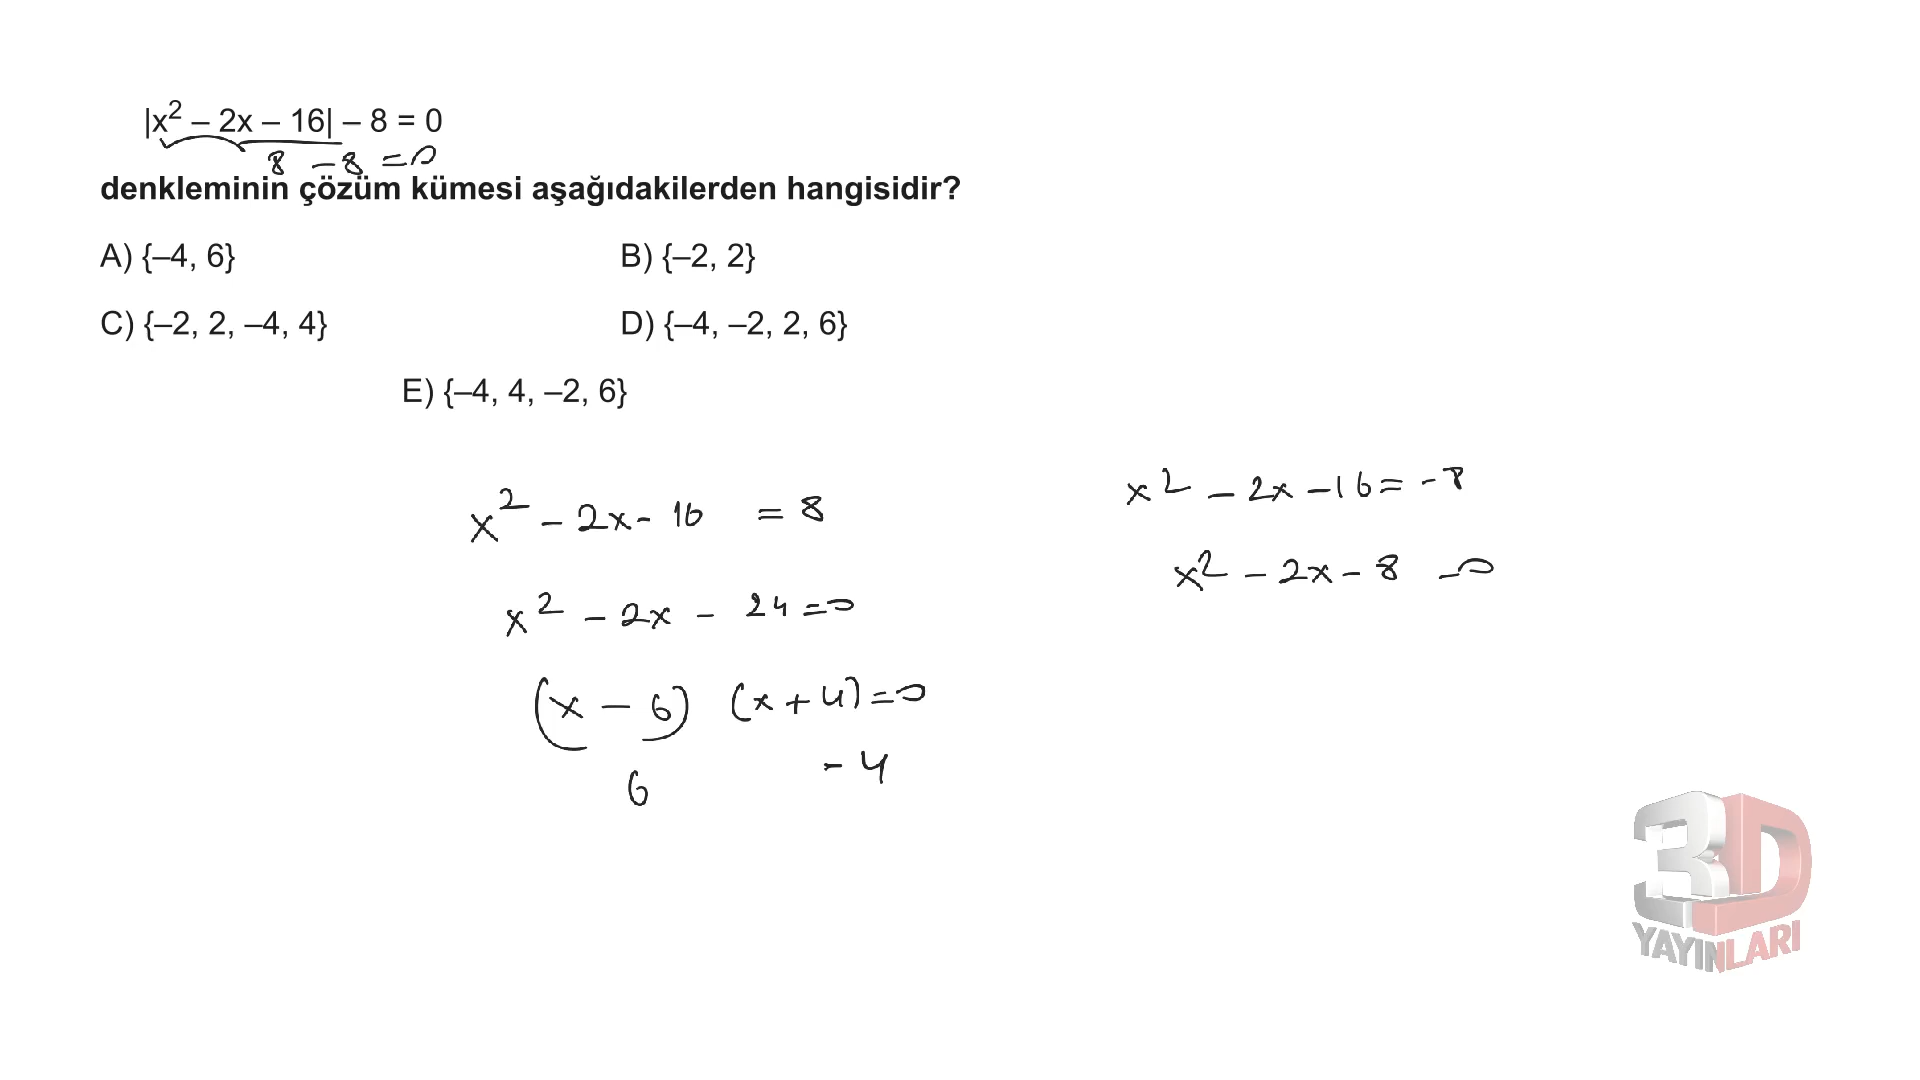 |x² – 2x – 16| – 8 = 0
8 – 8 = 0
denkleminin çözüm kümesi aşağıdakilerden hangisidir?
A) {–4, 6}
B) {–2, 2}
C) {–2, 2, –4, 4}
D) {–4, –2, 2, 6}
E) {–4, 4, –2, 6}
x² – 2x – 16 = 8
x² – 2x – 24 = 0
(x – 6) (x + 4) = 0
6 – 4
x² – 2x – 16 = – 8
x² – 2x – 8 = 0
3D
YAYINLARI